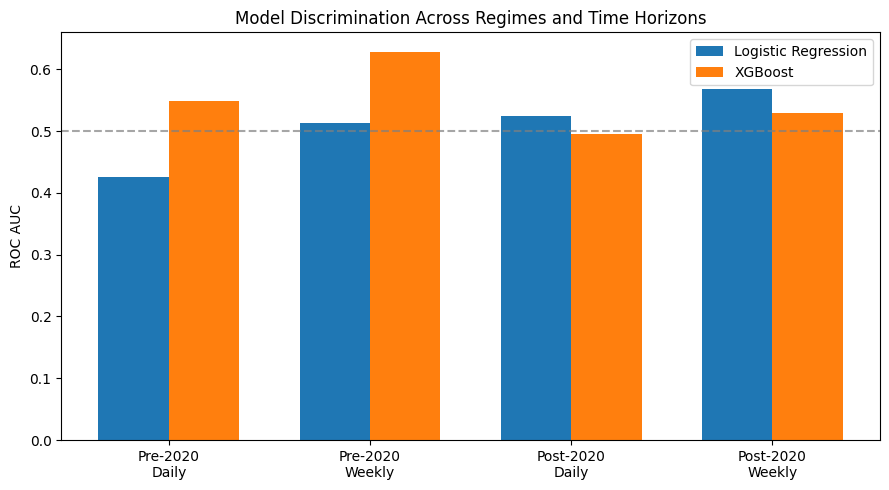 Model Discrimination Across Regimes and Time Horizons
Logistic Regression
XGBoost
ROC AUC
0.6
0.5
0.4
0.3
0.2
0.1
0.0
Pre-2020
Daily
Pre-2020
Weekly
Post-2020
Daily
Post-2020
Weekly